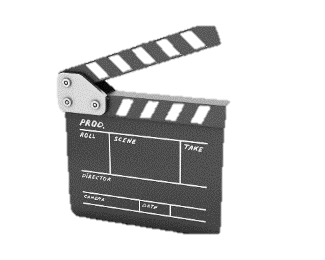 PROD.
ROLL SCENE TAKE
DIRECTOR
CAMERA DATE